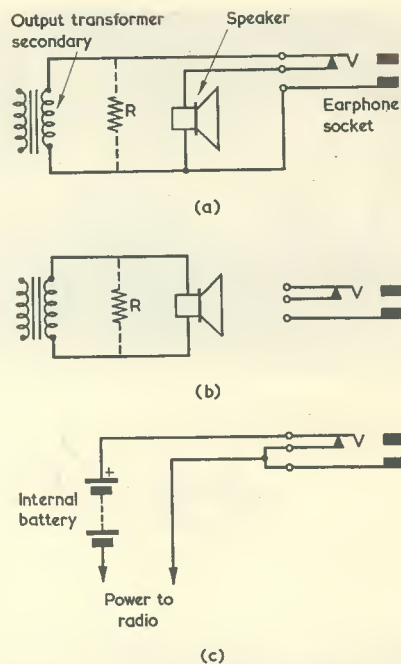 Output transformer
secondary
Speaker
R
Earphone
socket
(a)
R
(b)
+
Internal
battery
Power to
radio
(c)